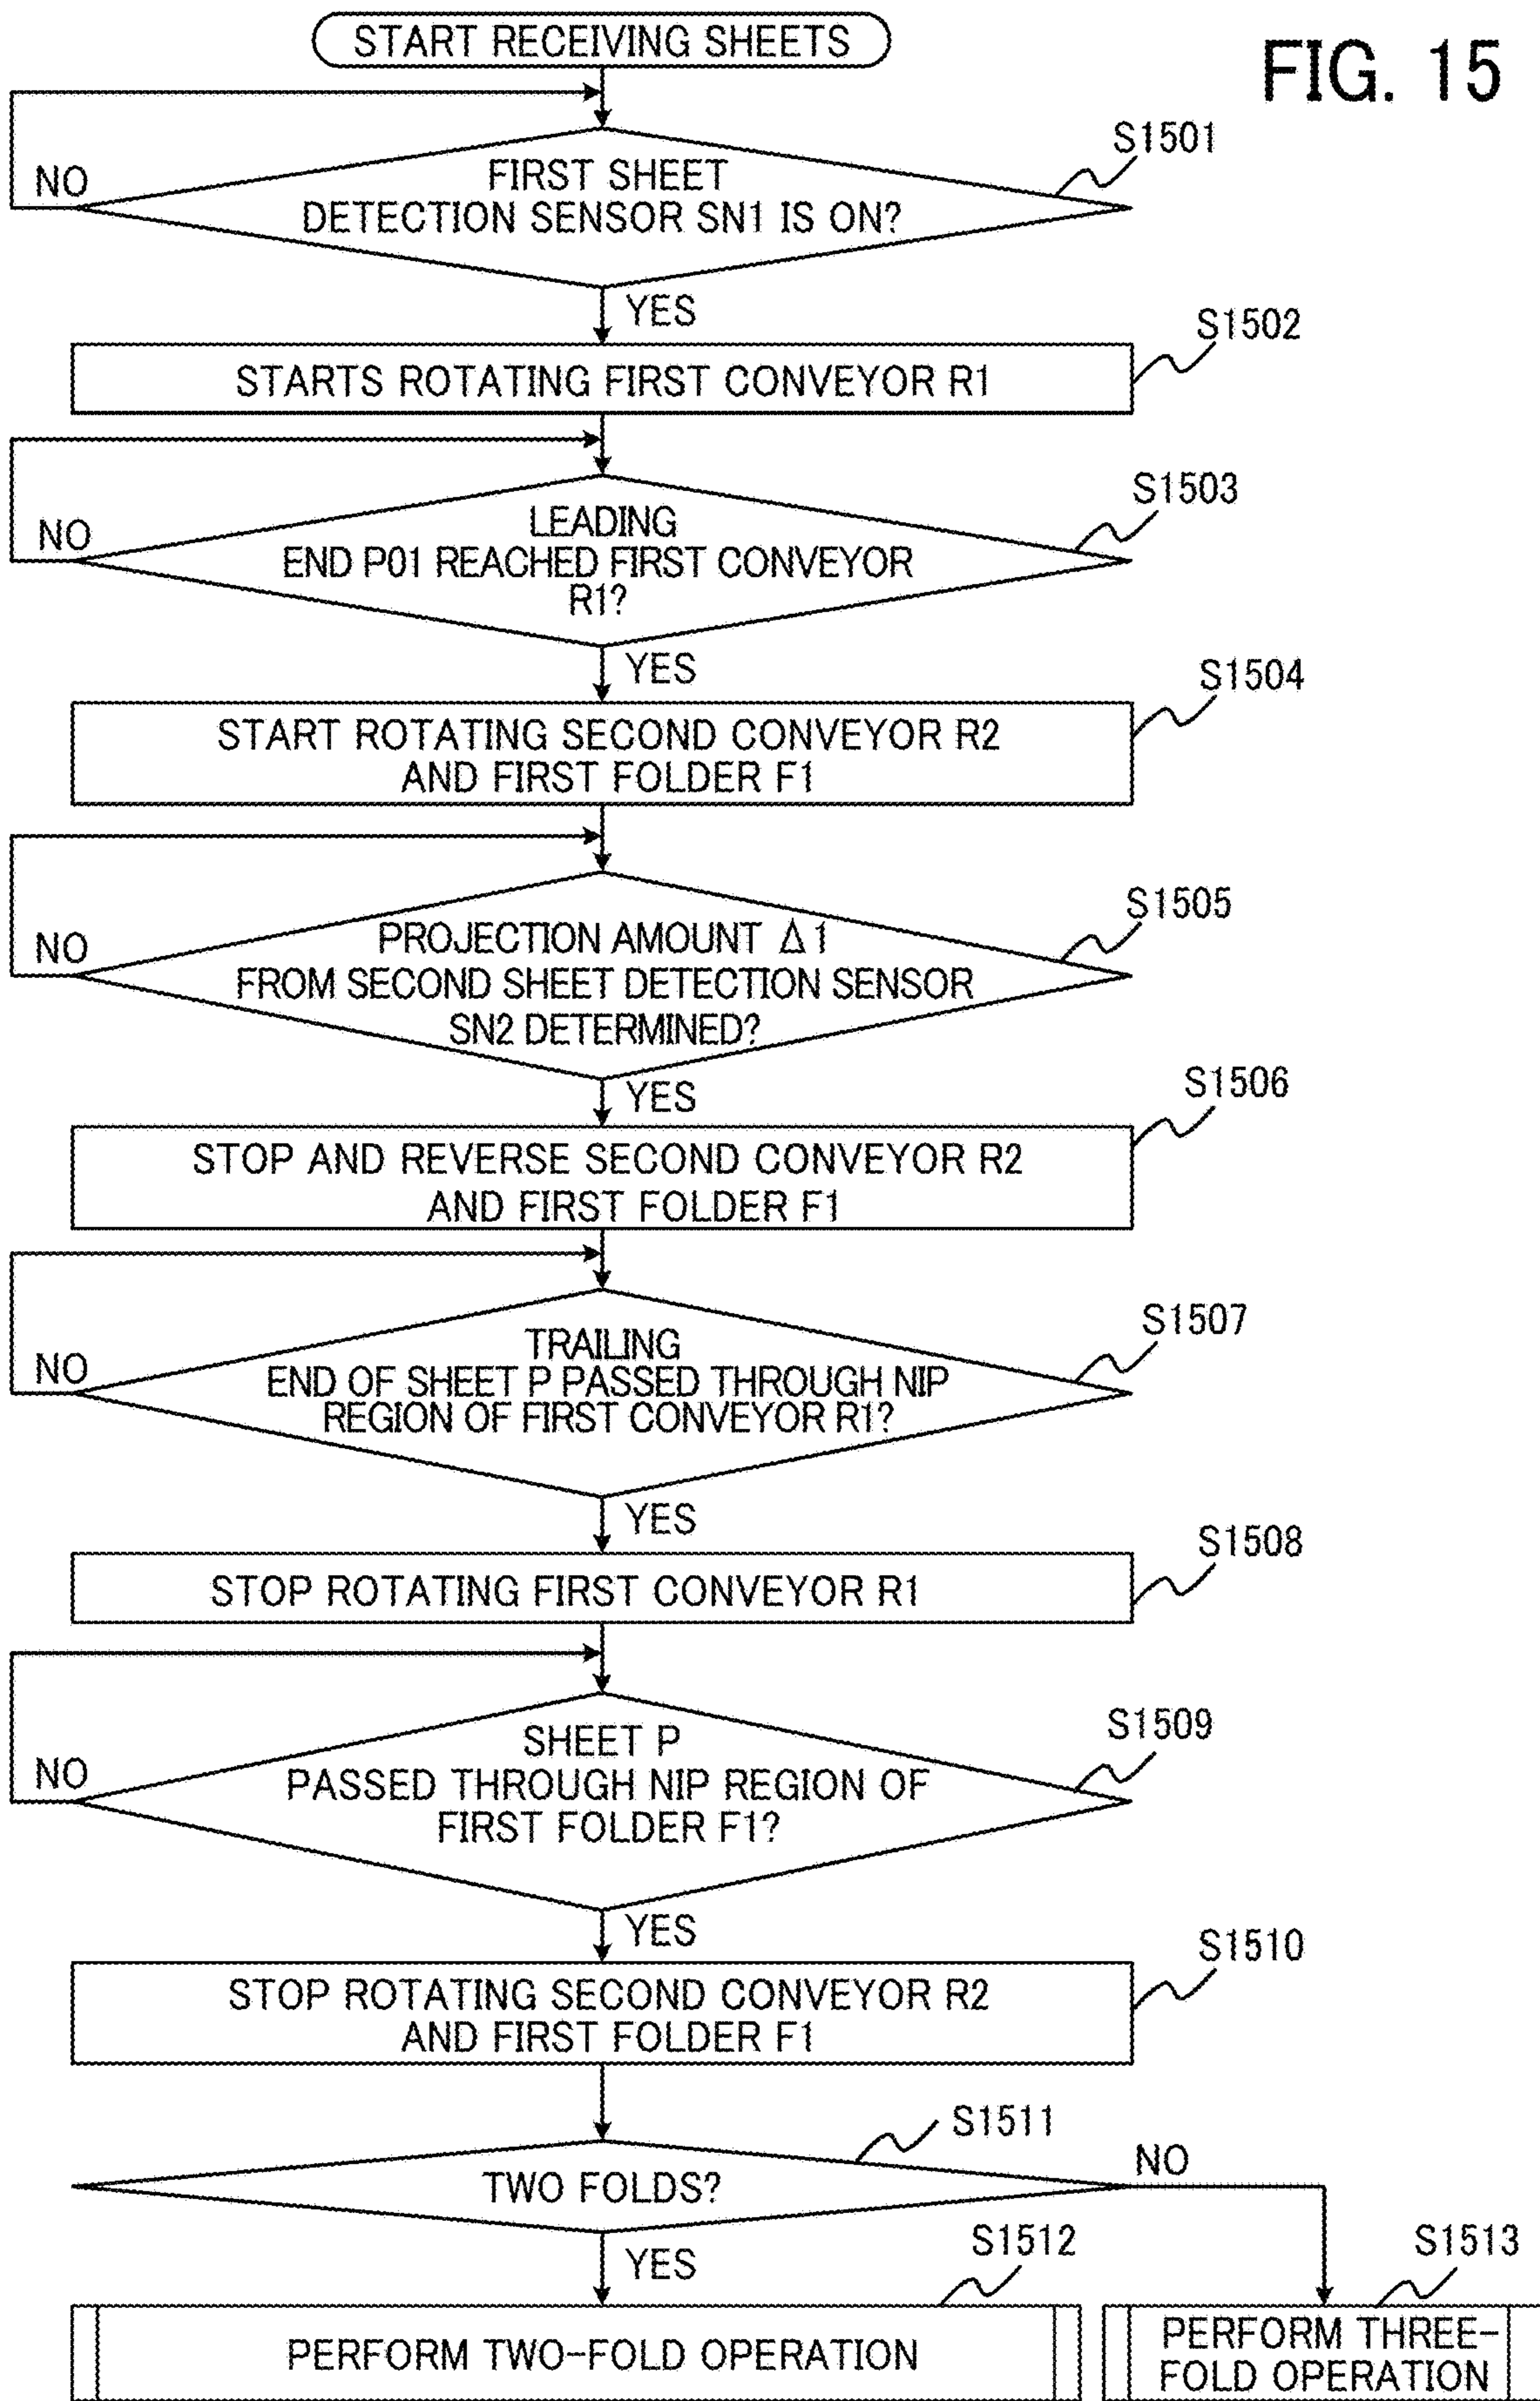 START RECEIVING SHEETS
FIG. 15
S1501
NO
FIRST SHEET
DETECTION SENSOR SN1 IS ON?
YES
S1502
STARTS ROTATING FIRST CONVEYOR R1
S1503
NO
LEADING
END P01 REACHED FIRST CONVEYOR
R1?
YES
S1504
START ROTATING SECOND CONVEYOR R2
AND FIRST FOLDER F1
S1505
NO
PROJECTION AMOUNT Δ1
FROM SECOND SHEET DETECTION SENSOR
SN2 DETERMINED?
YES
S1506
STOP AND REVERSE SECOND CONVEYOR R2
AND FIRST FOLDER F1
S1507
NO
TRAILING
END OF SHEET P PASSED THROUGH NIP
REGION OF FIRST CONVEYOR R1?
YES
S1508
STOP ROTATING FIRST CONVEYOR R1
S1509
NO
SHEET P
PASSED THROUGH NIP REGION OF
FIRST FOLDER F1?
YES
S1510
STOP ROTATING SECOND CONVEYOR R2
AND FIRST FOLDER F1
S1511
TWO FOLDS?
NO
YES
S1512
S1513
PERFORM TWO-FOLD OPERATION
PERFORM THREE-
FOLD OPERATION